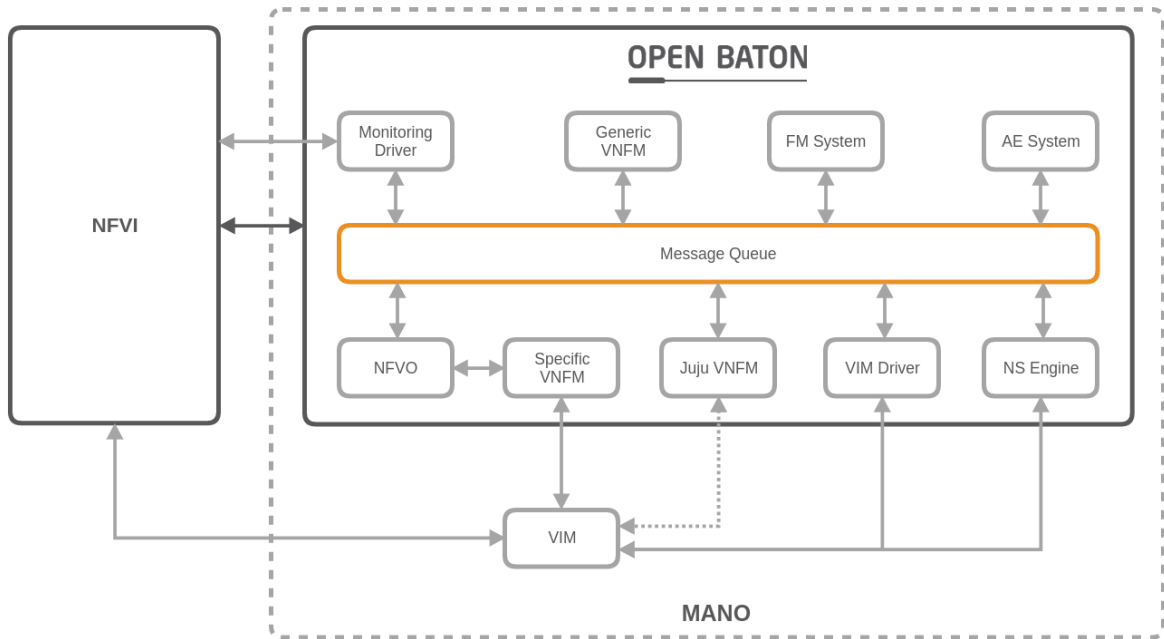 OPEN BATON
Monitoring
Driver
Generic
VNFM
FM System
AE System
NFVI
Message Queue
NFVO
Specific
VNFM
Juju VNFM
VIM Driver
NS Engine
VIM
MANO